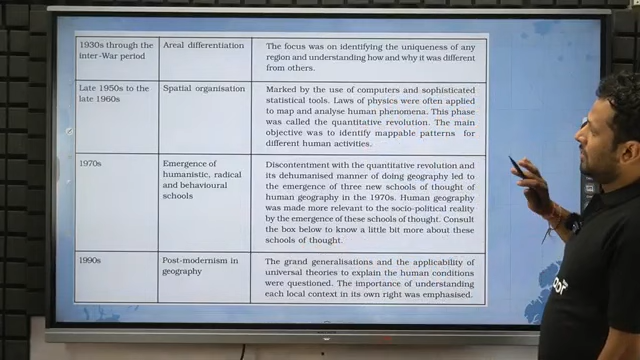 1930s through the
inter-War period
Areal differentiation
The focus was on identifying the uniqueness of any
region and understanding how and why it was different
from others.
Late 1950s to the
late 1960s
Spatial organisation
Marked by the use of computers and sophisticated
statistical tools. Laws of physics were often applied
to map and analyse human phenomena. This phase
was called the quantitative revolution. The main
objective was to identify mappable patterns for
different human activities.
1970s
Emergence of
humanistic, radical
and behavioural
schools
Discontentment with the quantitative revolution and
its dehumanised manner of doing geography led to
the emergence of three new schools of thought of
human geography in the 1970s. Human geography
was made more relevant to the socio-political reality
by the emergence of these schools of thought. Consult
the box below to know a little bit more about these
schools of thought.
1990s
Post-modernism in
geography
The grand generalisations and the applicability of
universal theories to explain the human conditions
were questioned. The importance of understanding
each local context in its own right was emphasised.